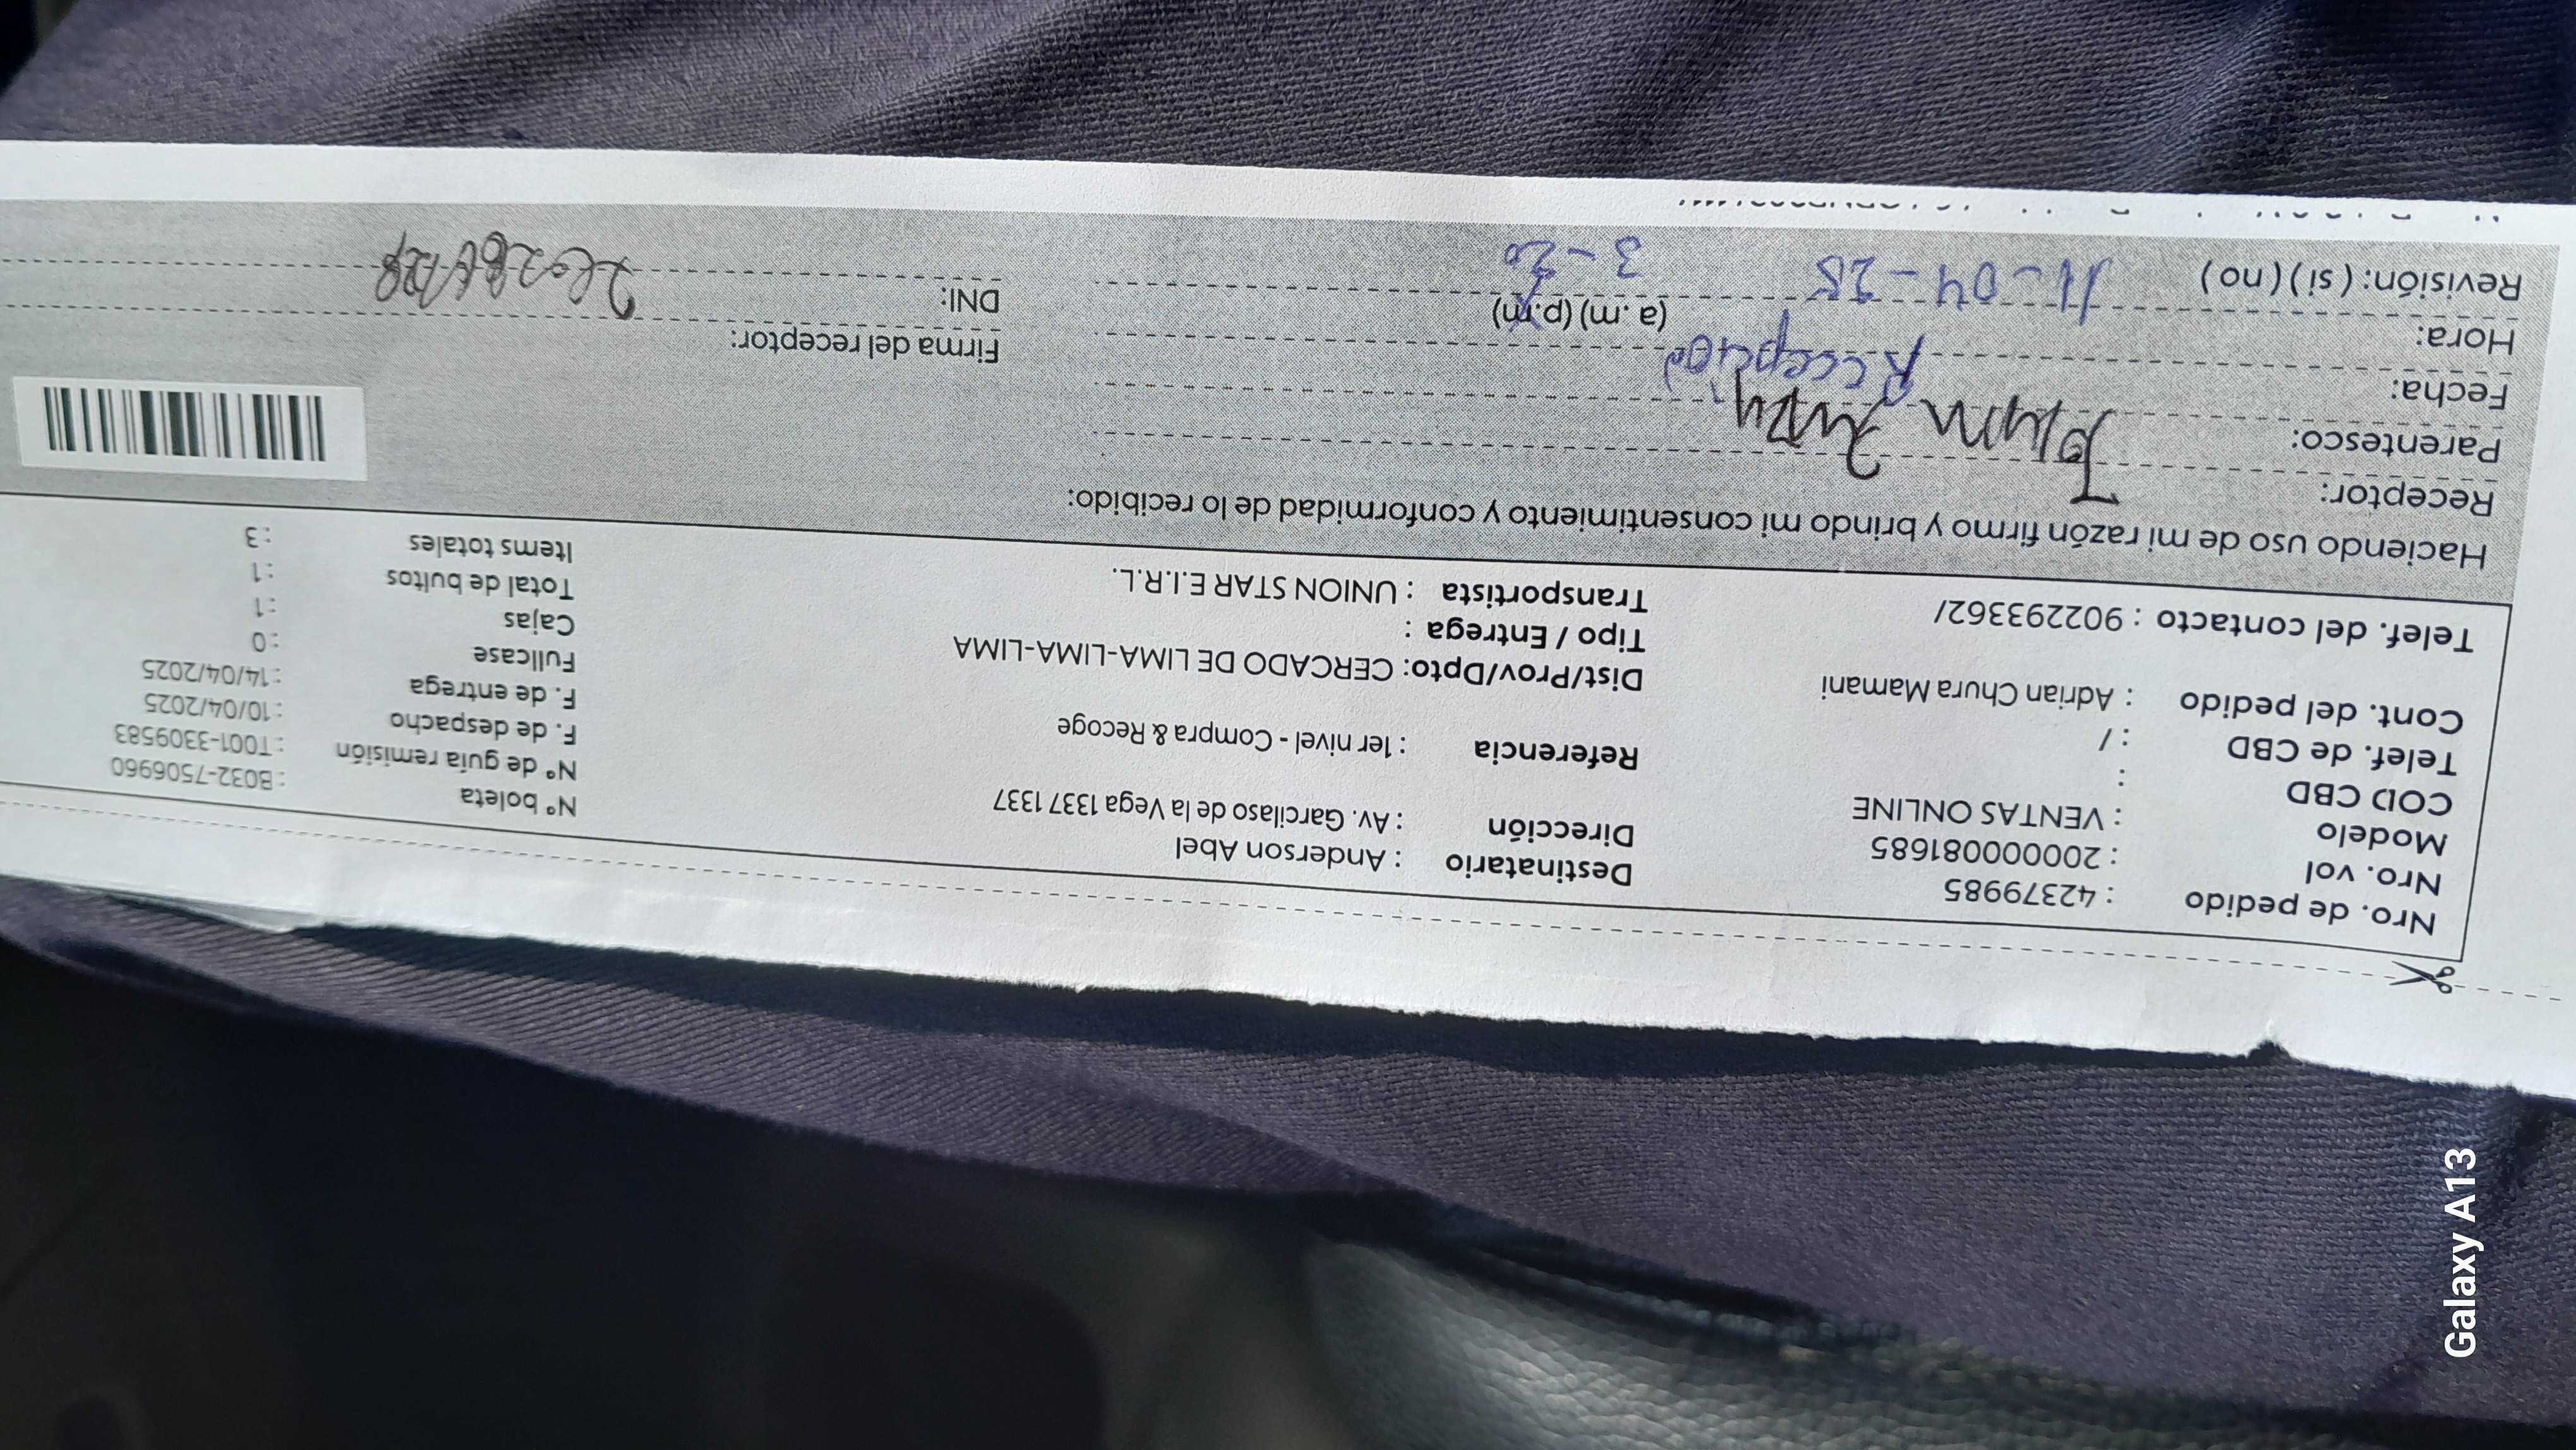 Nro. de pedido : 42379985
Nro. vol : 2000000081685
Modelo : VENTAS ONLINE
COD CBD :
Telef. de CBD : /
Cont. del pedido : Adrian Chura Mamani
Telef. del contacto : 902293362/
Destinatario : Anderson Abel
Dirección : Av. Garcilaso de la Vega 1337 1337
Referencia : 1er nivel - Compra & Recoge
Dist/Prov/Dpto: CERCADO DE LIMA-LIMA-LIMA
Tipo / Entrega :
Transportista : UNION STAR E.I.R.L.
Nº boleta : B032-7506960
Nº de guía remisión : T001-3309583
F. de despacho : 10/04/2025
F. de entrega : 14/04/2025
Fullcase : 0
Cajas : 1
Total de bultos : 1
Items totales : 3
Haciendo uso de mi razón firmo y brindo mi consentimiento y conformidad de lo recibido:
Receptor:
Parentesco:
Recepción
Fecha: 11-04-25
Hora: (a.m) (p.m) 3-20
Revisión: (si) (no)
Firma del receptor:
DNI:
Galaxy A13